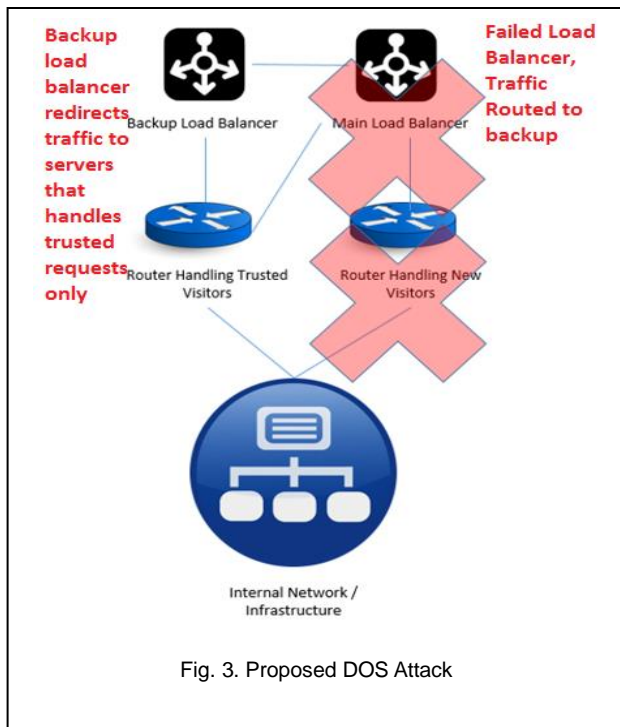 Backup
load
balancer
redirects
traffic to
servers
that
handles
trusted
requests
only
Failed Load
Balancer,
Traffic
Routed to
backup
Backup Load Balancer
Main Load Balancer
Router Handling Trusted
Visitors
Router Handling New
Visitors
Internal Network /
Infrastructure
Fig. 3. Proposed DOS Attack